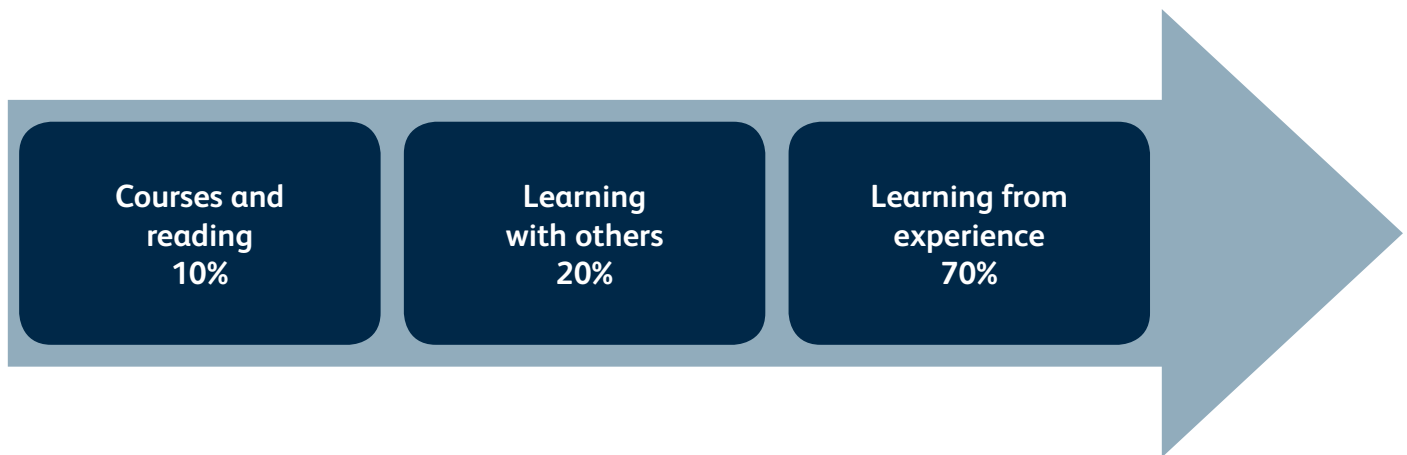 Courses and
reading
10%
Learning
with others
20%
Learning from
experience
70%